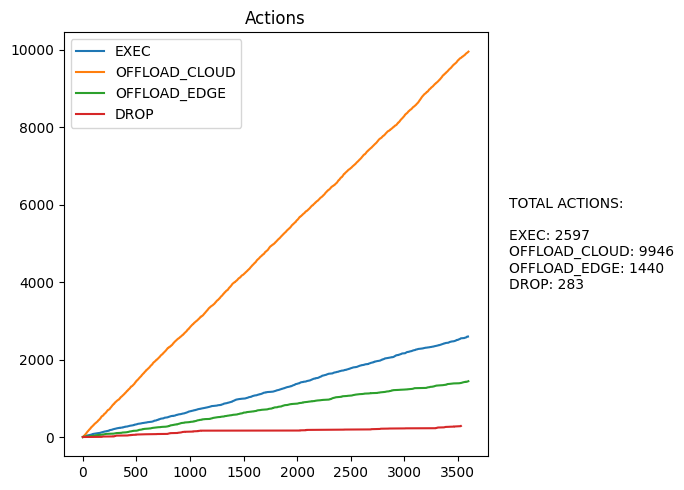 Actions
EXEC
OFFLOAD_CLOUD
OFFLOAD_EDGE
DROP
10000
8000
6000
4000
2000
0
0 500 1000 1500 2000 2500 3000 3500
TOTAL ACTIONS:
EXEC: 2597
OFFLOAD_CLOUD: 9946
OFFLOAD_EDGE: 1440
DROP: 283